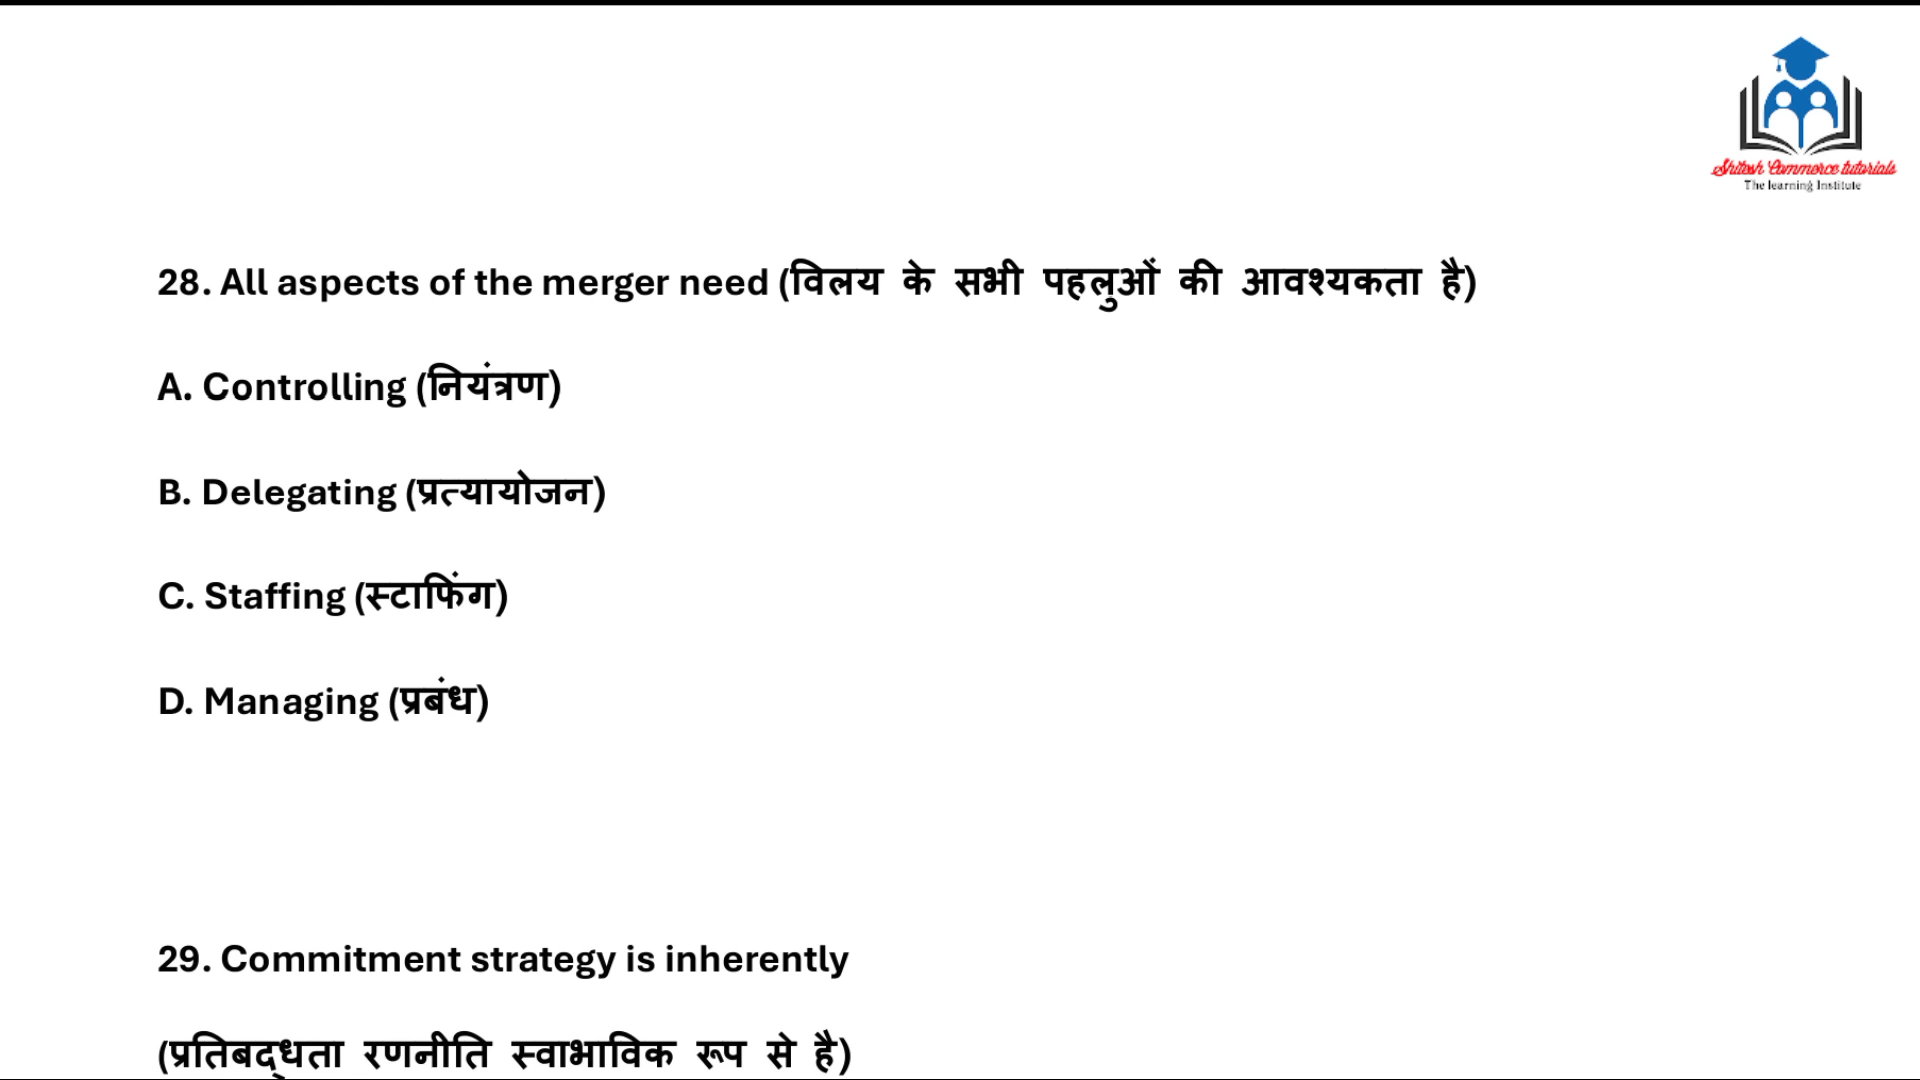 Shitosh Commerce tutorials
The learning Institute
28. All aspects of the merger need (विलय के सभी पहलुओं की आवश्यकता है)
A. Controlling (नियंत्रण)
B. Delegating (प्रत्यायोजन)
C. Staffing (स्टाफिंग)
D. Managing (प्रबंध)
29. Commitment strategy is inherently
(प्रतिबद्धता रणनीति स्वाभाविक रूप से है)